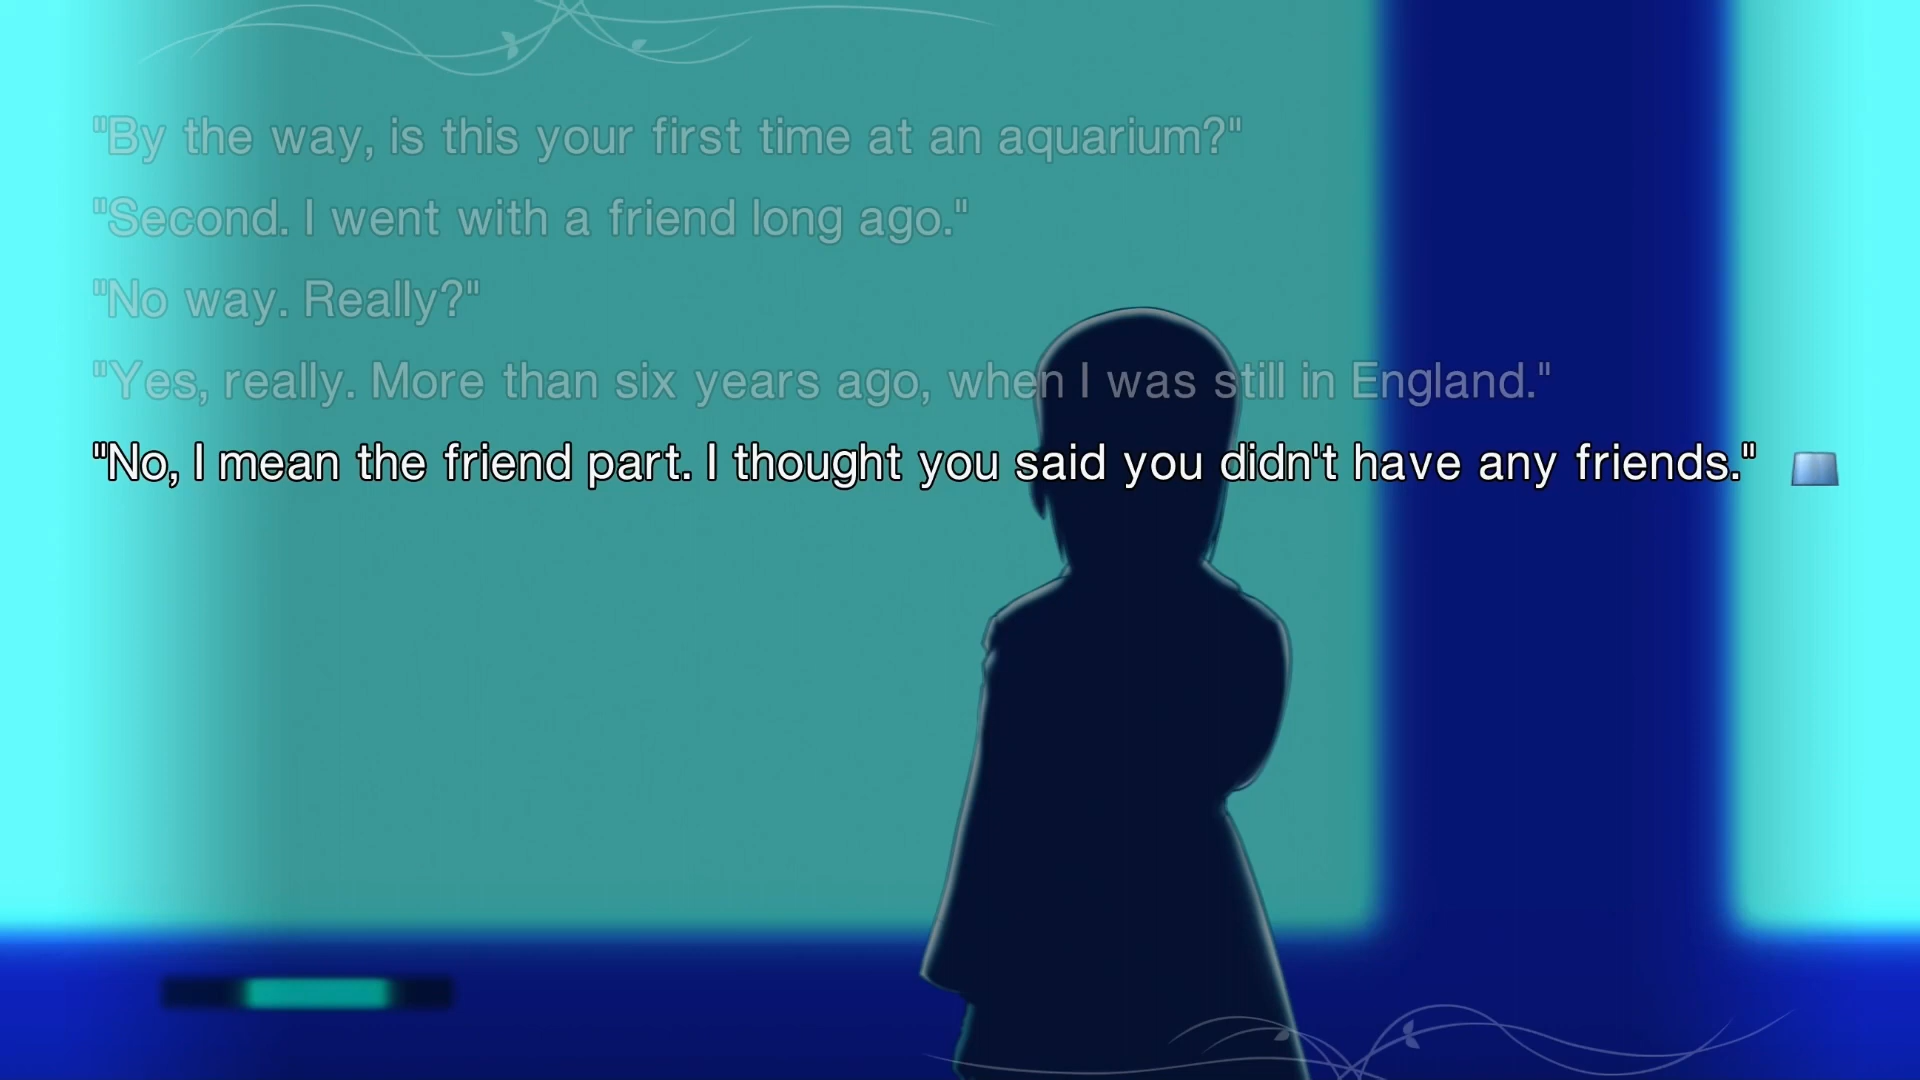 "By the way, is this your first time at an aquarium?"
"Second. I went with a friend long ago."
"No way. Really?"
"Yes, really. More than six years ago, when I was still in England."
"No, I mean the friend part. I thought you said you didn't have any friends."